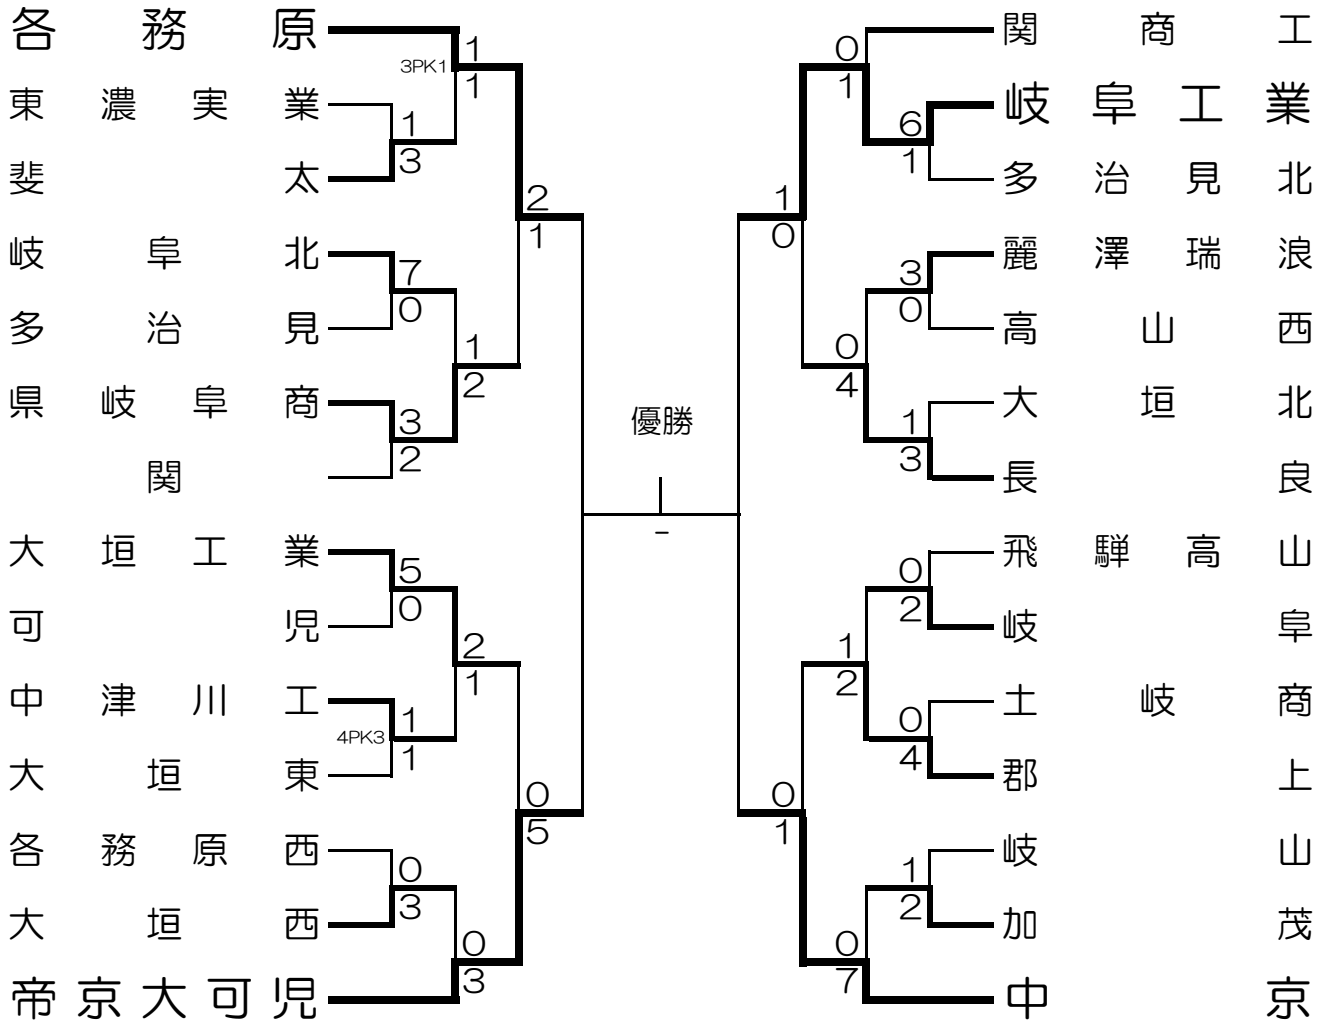 各務原
東濃実業
斐太
岐阜北
多治見
県岐阜商
関
大垣工業
可児
中津川工
大垣東
各務原西
大垣西
帝京大可児
1
3PK1
1
1
3
2
1
7
0
1
2
3
2
5
0
2
1
1
4PK3
1
0
5
0
3
0
3
優勝
-
0
1
6
1
1
0
3
0
0
4
1
3
0
2
1
2
0
4
0
1
1
2
0
7
関商工
岐阜工業
多治見北
麗澤瑞浪
高山西
大垣北
長良
飛騨高山
岐阜
土岐商
郡上
岐山
加茂
中京